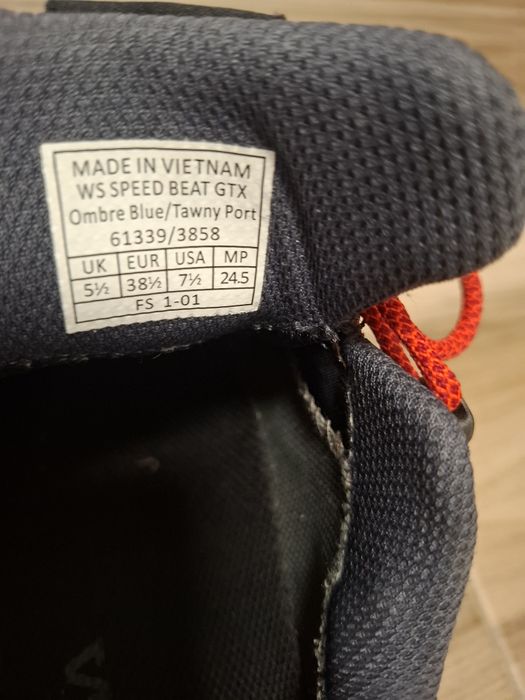 MADE IN VIETNAM
WS SPEED BEAT GTX
Ombre Blue/Tawny Port
61339/3858
UK EUR USA MP
5½ 38½ 7½ 24.5
FS 1-01